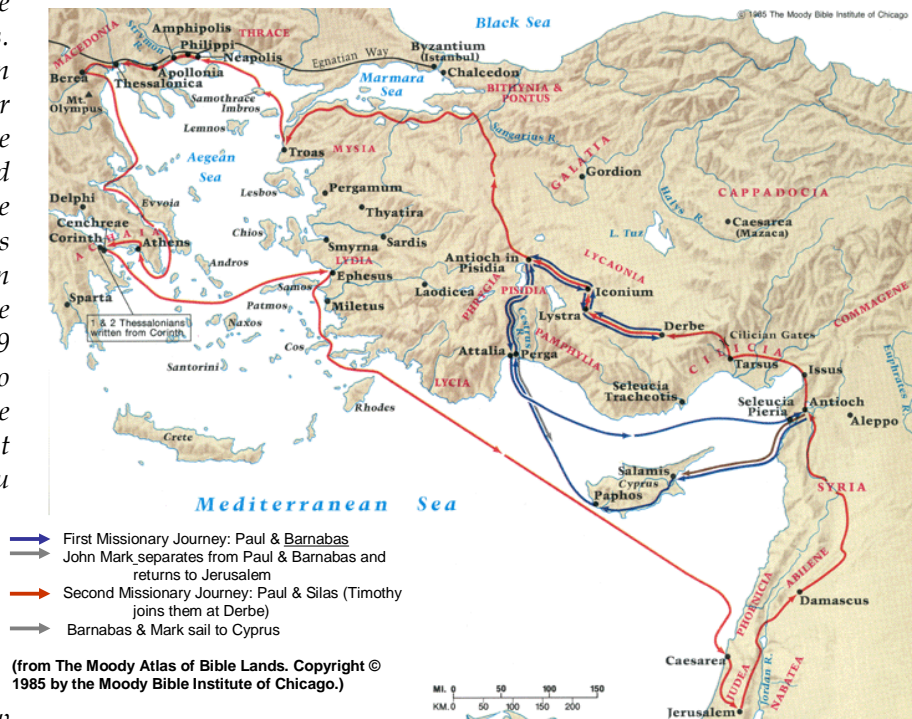 © 1985 The Moody Bible Institute of Chicago
Black Sea
MACEDONIA
Strymon R.
Amphipolis
Philippi
THRACE
Neapolis
Egnatian Way
Byzantium
(Istanbul)
Chalcedon
Berea
Thessalonica
Apollonia
Marmara
Sea
BITHYNIA &
PONTUS
Mt.
Olympus
Samothrace
Imbros
Sangarius R.
Lemnos
Troas
MYSIA
GALATIA
Gordion
Aegean
Sea
Lesbos
Pergamum
Halys R.
CAPPADOCIA
Delphi
Evvoia
Thyatira
Caesarea
(Mazaca)
Cenchreae
Corinth
ACHAIA
Athens
Chios
Smyrna
Sardis
L. Tuz
Andros
LYDIA
Ephesus
Antioch in
Pisidia
LYCAONIA
Samos
PHRYGIA
PISIDIA
Iconium
COMMAGENE
Sparta
Patmos
Miletus
Laodicea
Lystra
1 & 2 Thessalonians
written from Corinth
Naxos
Cestrus
Derbe
Cilician Gates
Cos
Attalia
Perga
PAMPHYLIA
CILICIA
Tarsus
Issus
Euphrates R.
Santorini
LYCIA
Seleucia
Tracheotis
Seleucia
Pieria
Antioch
Aleppo
Rhodes
Crete
Salamis
Cyprus
Paphos
SYRIA
Mediterranean Sea
First Missionary Journey: Paul & Barnabas
John Mark separates from Paul & Barnabas and
returns to Jerusalem
Second Missionary Journey: Paul & Silas (Timothy
joins them at Derbe)
Barnabas & Mark sail to Cyprus
PHOENICIA
ABILENE
Damascus
(from The Moody Atlas of Bible Lands. Copyright ©
1985 by the Moody Bible Institute of Chicago.)
Caesarea
JUDEA
Jordan R.
NABATEA
Jerusalem
MI. 0 50 100 150
KM. 0 50 100 150 200